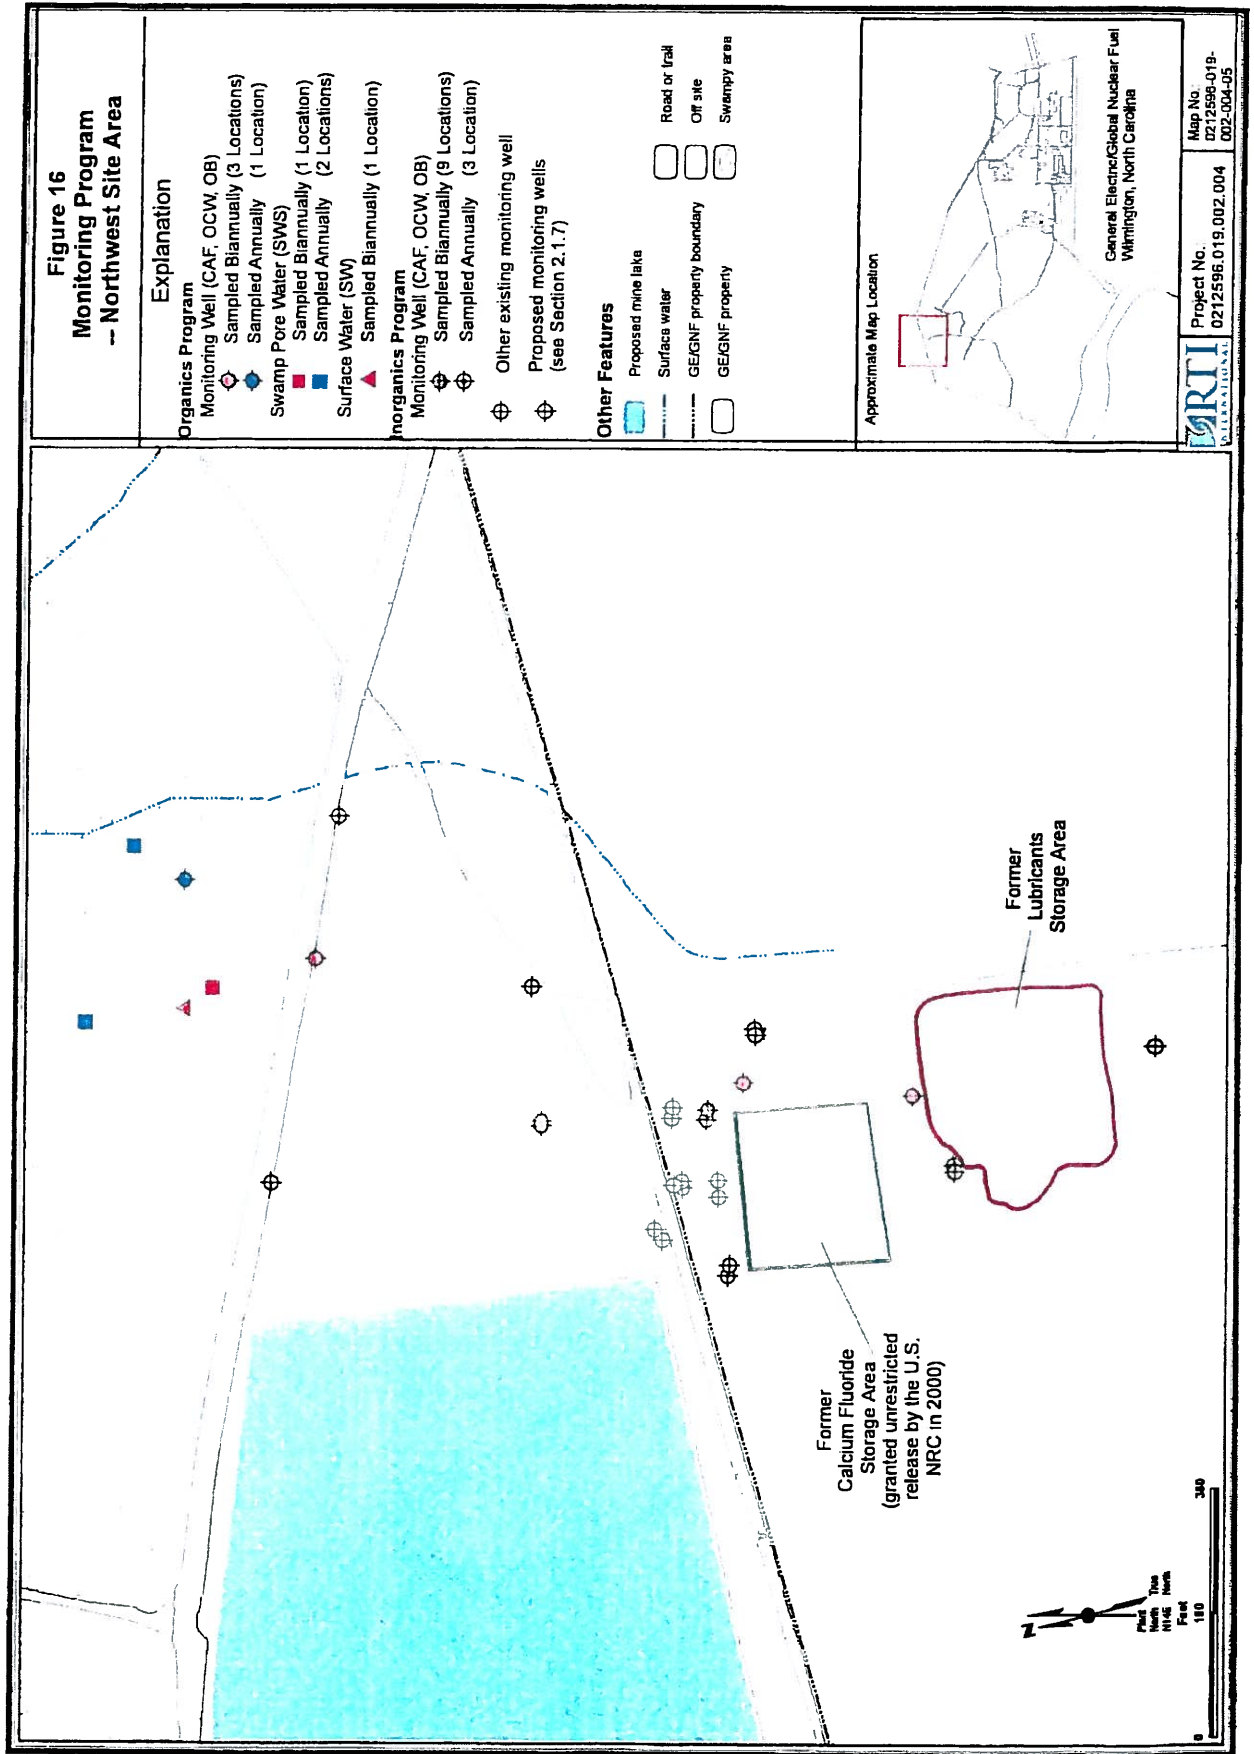 Figure 16
Monitoring Program
-- Northwest Site Area
Explanation
Organics Program
Monitoring Well (CAF, OCW, OB)
Sampled Biannually (3 Locations)
Sampled Annually (1 Location)
Swamp Pore Water (SWS)
Sampled Biannually (1 Location)
Sampled Annually (2 Locations)
Surface Water (SW)
Sampled Biannually (1 Location)
Inorganics Program
Monitoring Well (CAF, OCW, OB)
Sampled Biannually (9 Locations)
Sampled Annually (3 Location)
Other existing monitoring well
Proposed monitoring wells
(see Section 2.1.7)
Other Features
Proposed mine lake
Surface water
GE/GNF property boundary
GE/GNF property
Road or trail
Off site
Swampy area
Approximate Map Location
General Electric/Global Nuclear Fuel
Wilmington, North Carolina
RTI
INTERNATIONAL
Project No.:
0212596.019.002.004
Map No.:
0212596-019-
002-004-05
Former
Lubricants
Storage Area
Former
Calcium Fluoride
Storage Area
(granted unrestricted
release by the U.S.
NRC in 2000)
N
Plant True
North North
Feet
0 190 380